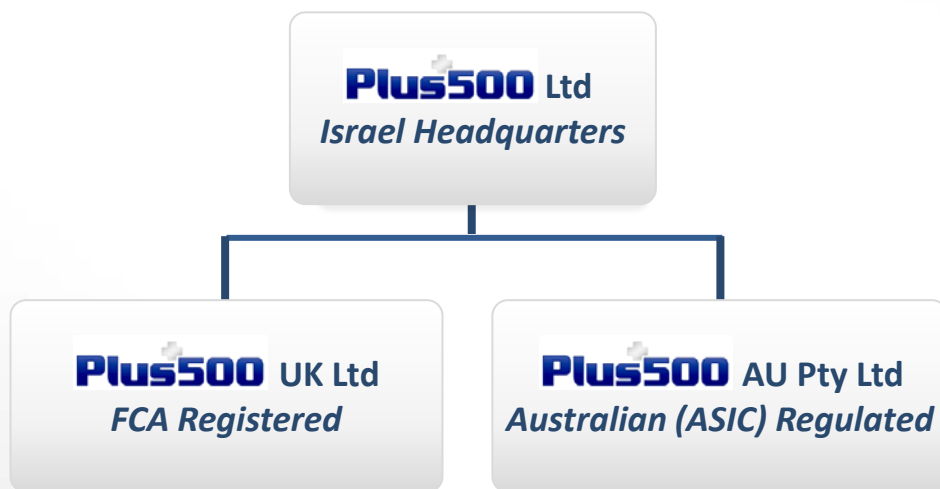 Plus500 Ltd
Israel Headquarters
Plus500 UK Ltd
FCA Registered
Plus500 AU Pty Ltd
Australian (ASIC) Regulated